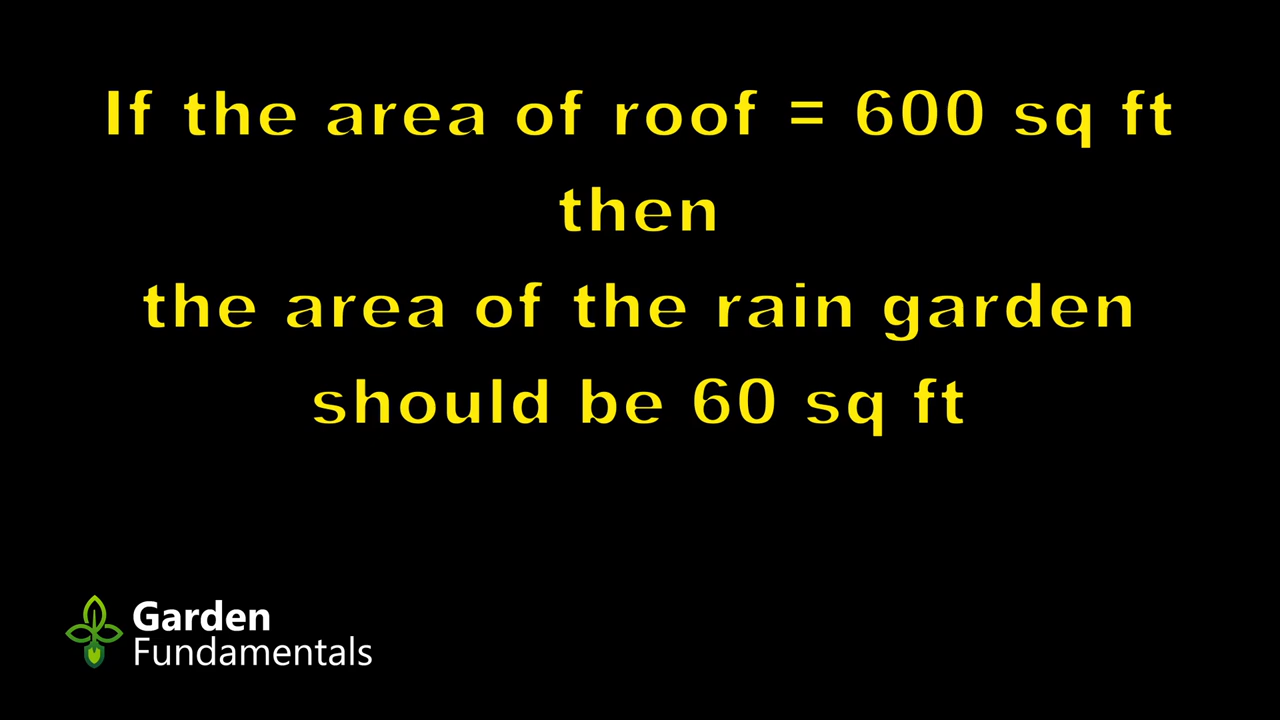 If the area of roof = 600 sq ft
then
the area of the rain garden
should be 60 sq ft
Garden
Fundamentals